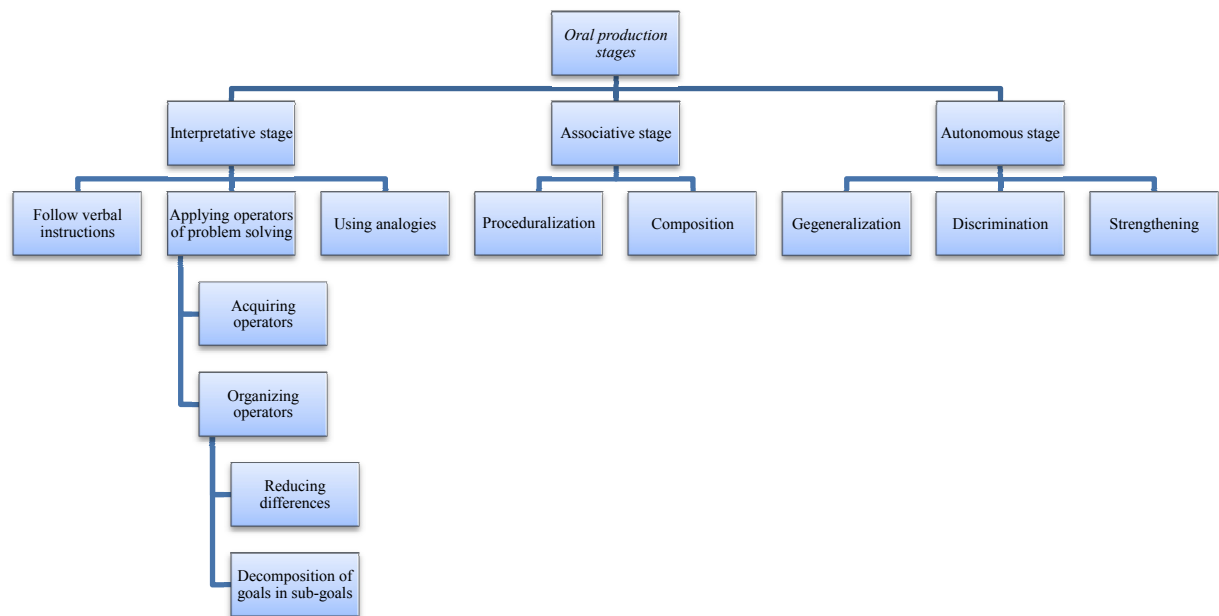 Oral production
stages
Interpretative stage
Associative stage
Autonomous stage
Follow verbal
instructions
Applying operators
of problem solving
Using analogies
Proceduralization
Composition
Gegeneralization
Discrimination
Strengthening
Acquiring
operators
Organizing
operators
Reducing
differences
Decomposition of
goals in sub-goals